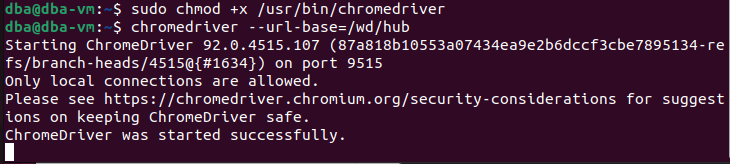 dba@dba-vm:~$ sudo chmod +x /usr/bin/chromedriver
dba@dba-vm:~$ chromedriver --url-base=/wd/hub
Starting ChromeDriver 92.0.4515.107 (87a818b10553a07434ea9e2b6dccf3cbe7895134-re
fs/branch-heads/4515@{#1634}) on port 9515
Only local connections are allowed.
Please see https://chromedriver.chromium.org/security-considerations for suggest
ions on keeping ChromeDriver safe.
ChromeDriver was started successfully.